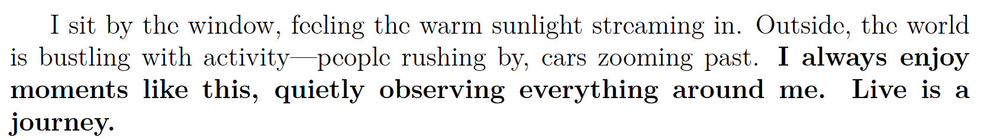 I sit by the window, feeling the warm sunlight streaming in. Outside, the world
is bustling with activity—people rushing by, cars zooming past. I always enjoy
moments like this, quietly observing everything around me. Live is a
journey.